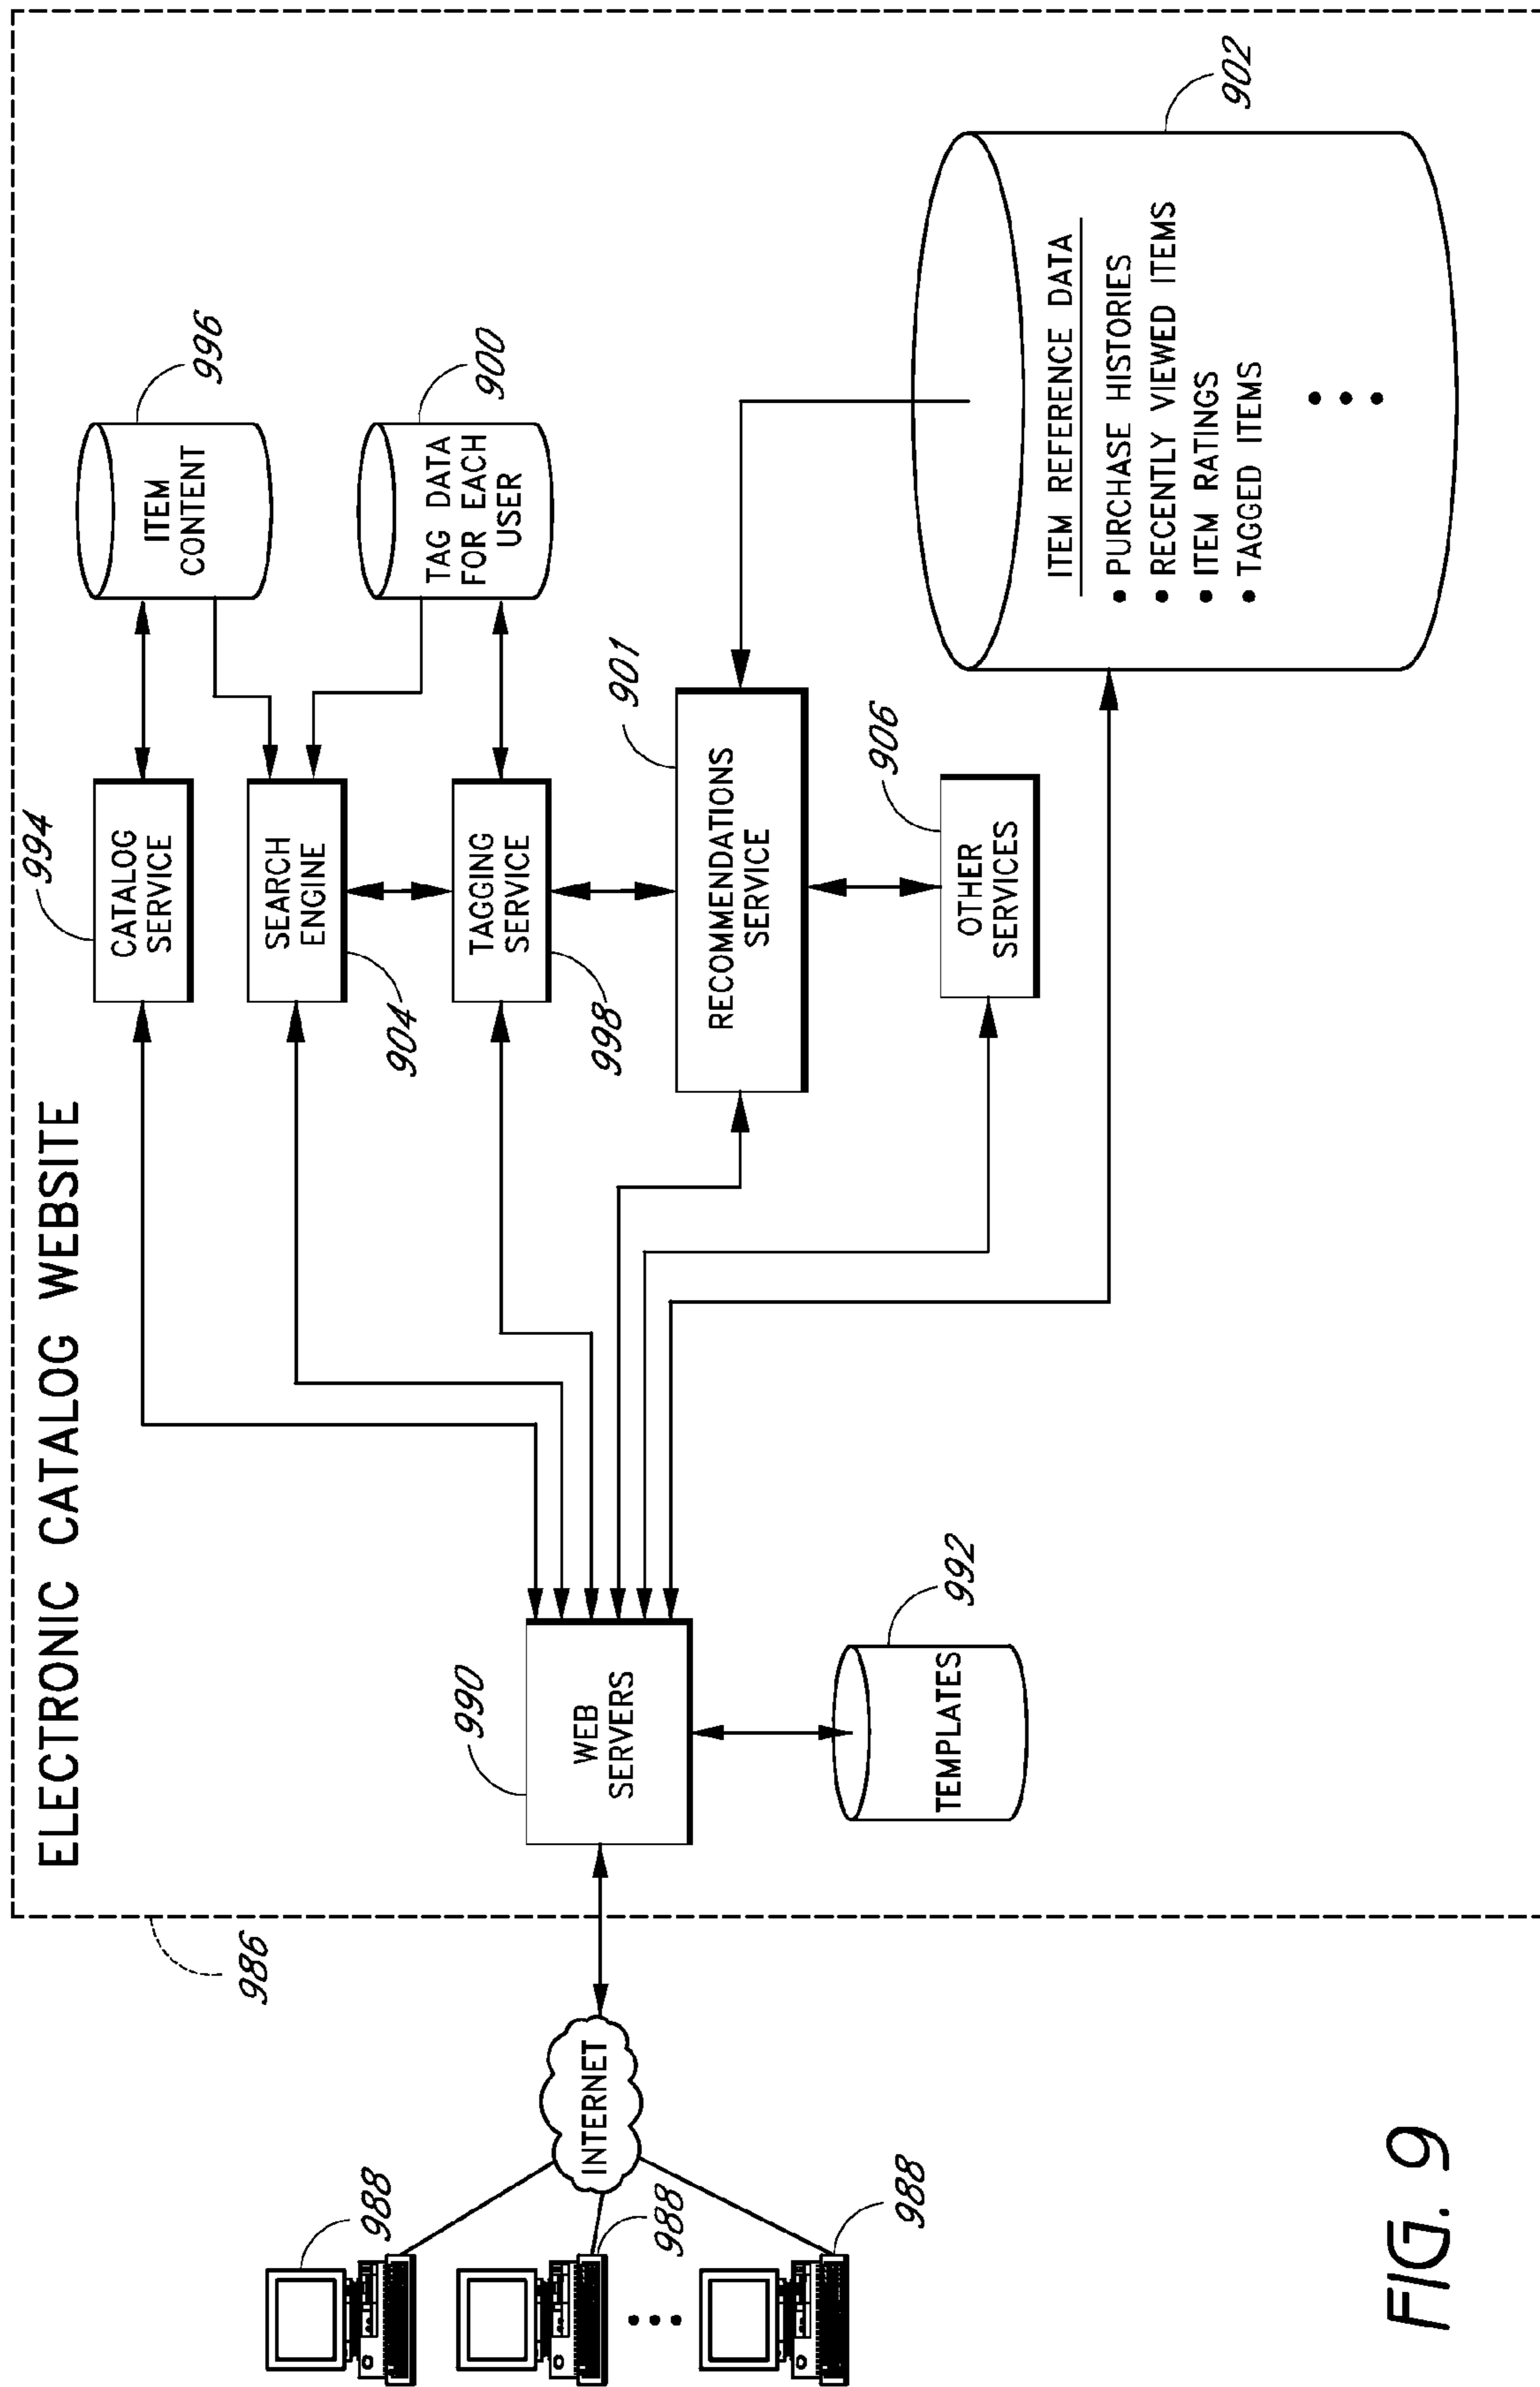 ELECTRONIC CATALOG WEBSITE
986
988
988
988
INTERNET
990
WEB
SERVERS
992
TEMPLATES
994
CATALOG
SERVICE
996
ITEM
CONTENT
SEARCH
ENGINE
904
900
TAG DATA
FOR EACH
USER
TAGGING
SERVICE
998
901
RECOMMENDATIONS
SERVICE
906
OTHER
SERVICES
902
ITEM REFERENCE DATA
• PURCHASE HISTORIES
• RECENTLY VIEWED ITEMS
• ITEM RATINGS
• TAGGED ITEMS
FIG. 9